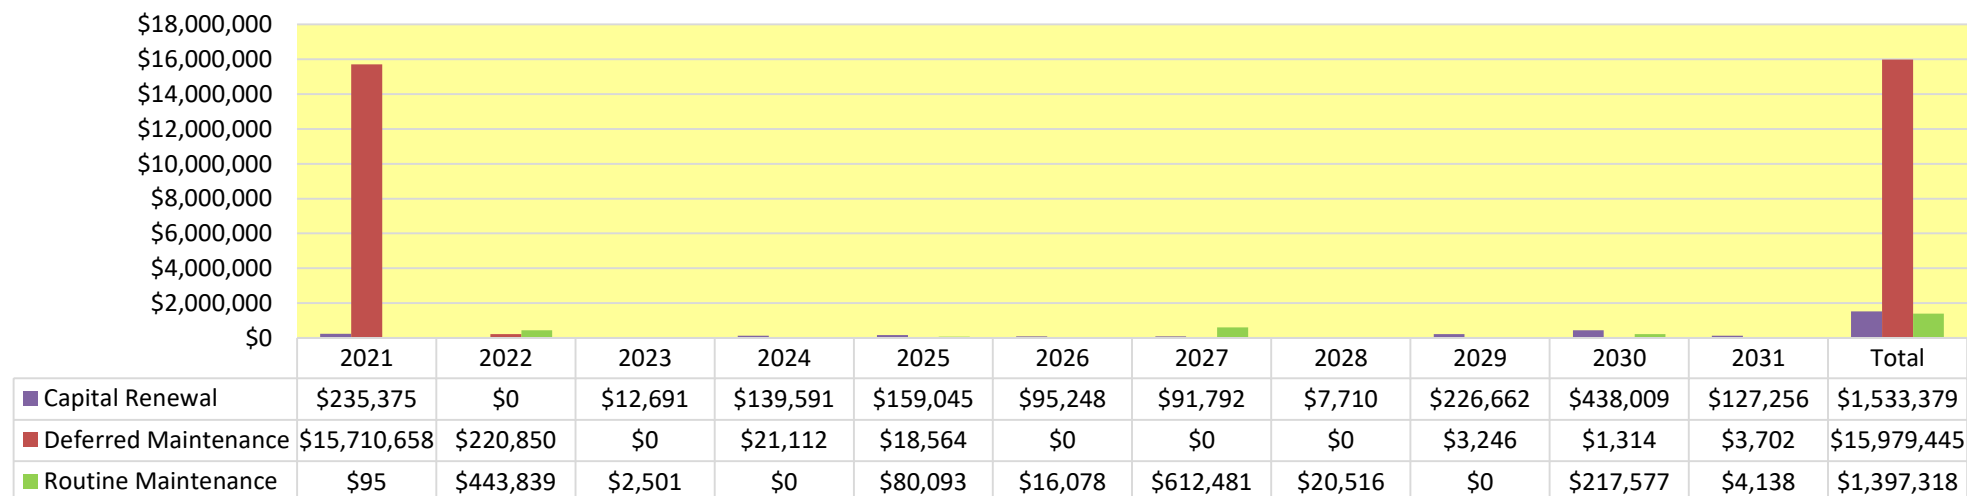 $18,000,000
$16,000,000
$14,000,000
$12,000,000
$10,000,000
$8,000,000
$6,000,000
$4,000,000
$2,000,000
$0
2021 2022 2023 2024 2025 2026 2027 2028 2029 2030 2031 Total
Capital Renewal $235,375 $0 $12,691 $139,591 $159,045 $95,248 $91,792 $7,710 $226,662 $438,009 $127,256 $1,533,379
Deferred Maintenance $15,710,658 $220,850 $0 $21,112 $18,564 $0 $0 $0 $3,246 $1,314 $3,702 $15,979,445
Routine Maintenance $95 $443,839 $2,501 $0 $80,093 $16,078 $612,481 $20,516 $0 $217,577 $4,138 $1,397,318